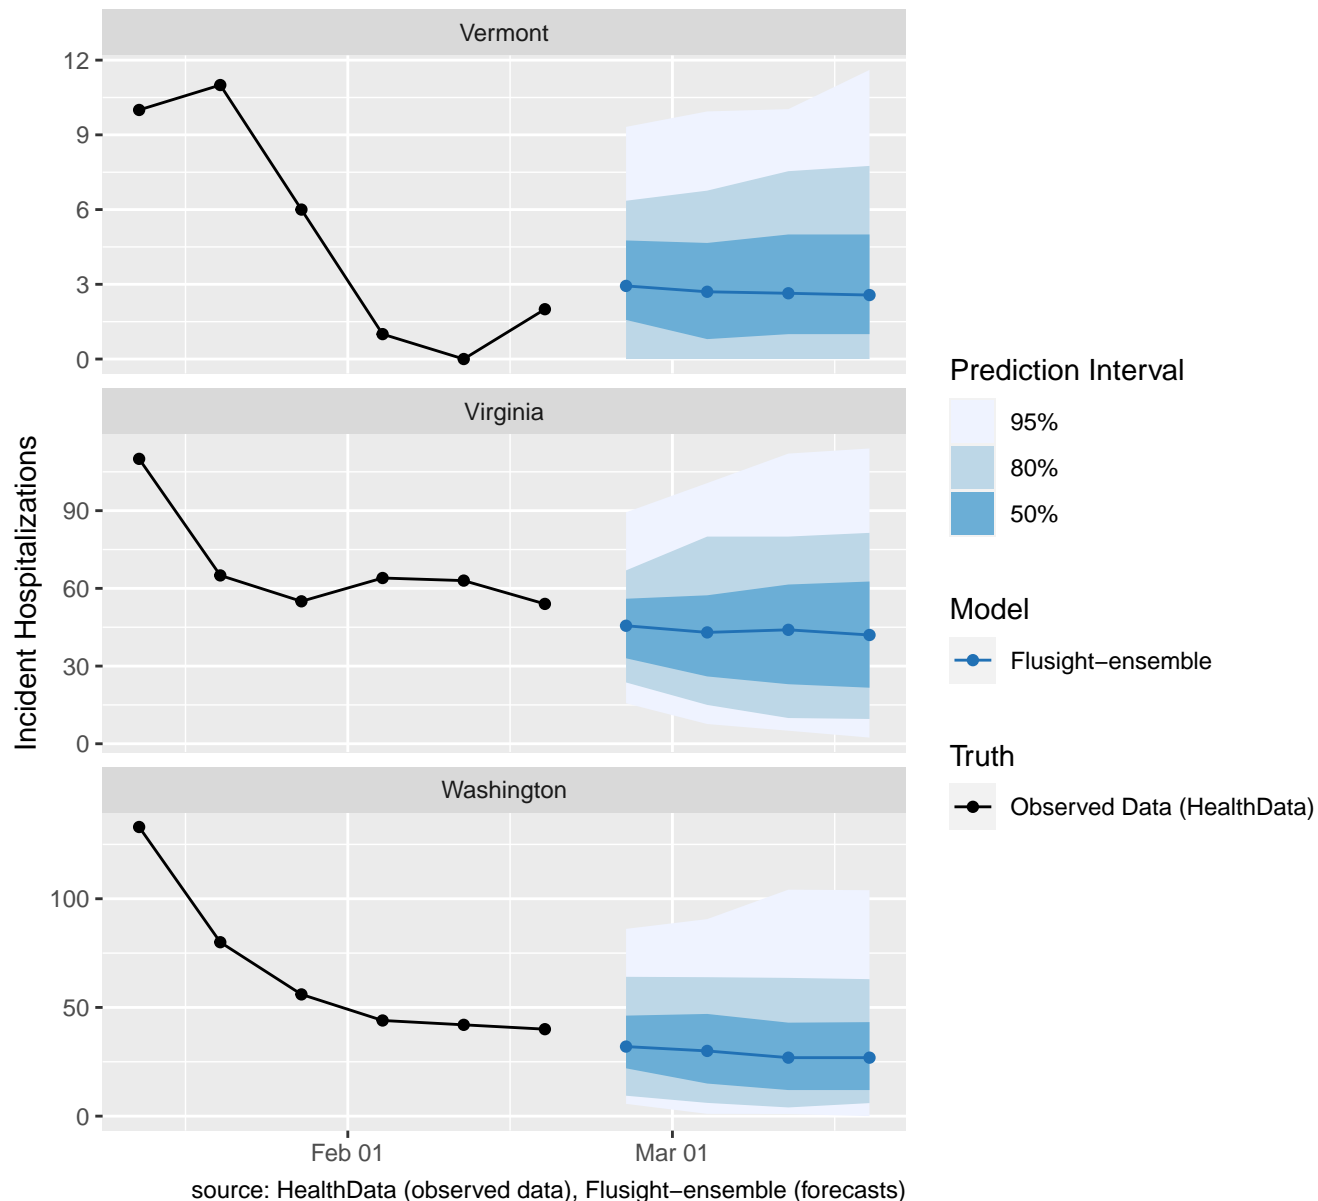 Vermont
12
9
6
3
0
Virginia
90
60
30
0
Washington
100
50
0
Incident Hospitalizations
Feb 01
Mar 01
source: HealthData (observed data), Flusight−ensemble (forecasts)
Prediction Interval
95%
80%
50%
Model
Flusight−ensemble
Truth
Observed Data (HealthData)